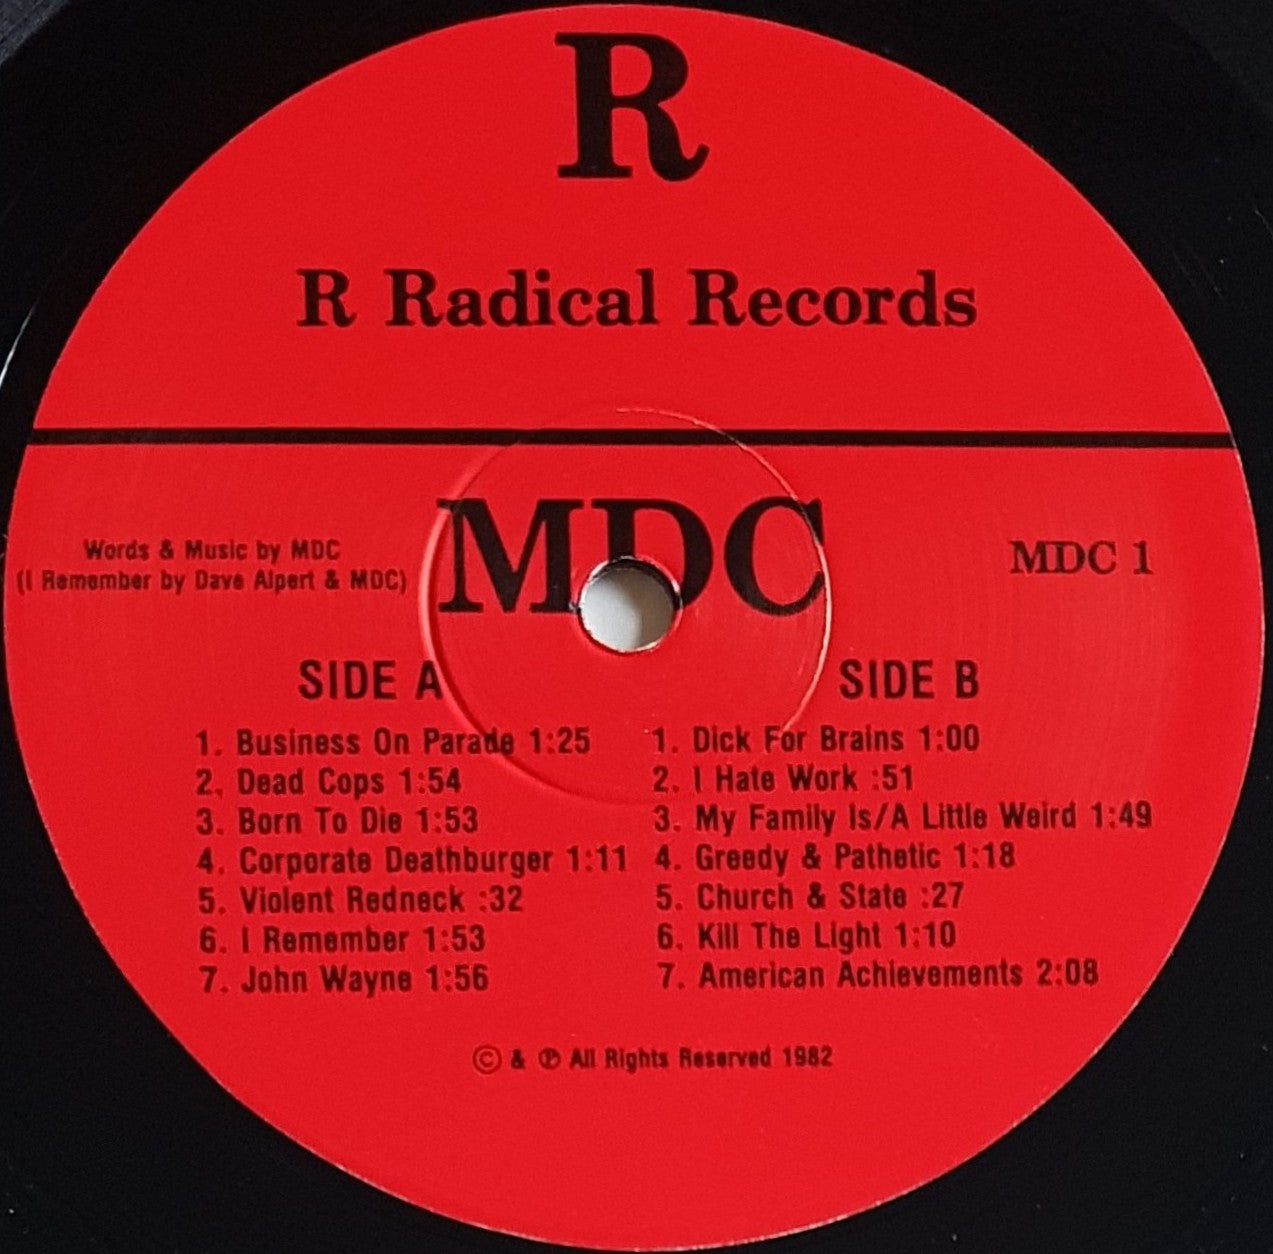 R
R Radical Records
MDC
Words & Music by MDC
(I Remember by Dave Alpert & MDC)
MDC 1
SIDE A
1. Business On Parade 1:25
2. Dead Cops 1:54
3. Born To Die 1:53
4. Corporate Deathburger 1:11
5. Violent Redneck :32
6. I Remember 1:53
7. John Wayne 1:56
SIDE B
1. Dick For Brains 1:00
2. I Hate Work :51
3. My Family Is/A Little Weird 1:49
4. Greedy & Pathetic 1:18
5. Church & State :27
6. Kill The Light 1:10
7. American Achievements 2:08
© & ℗ All Rights Reserved 1982